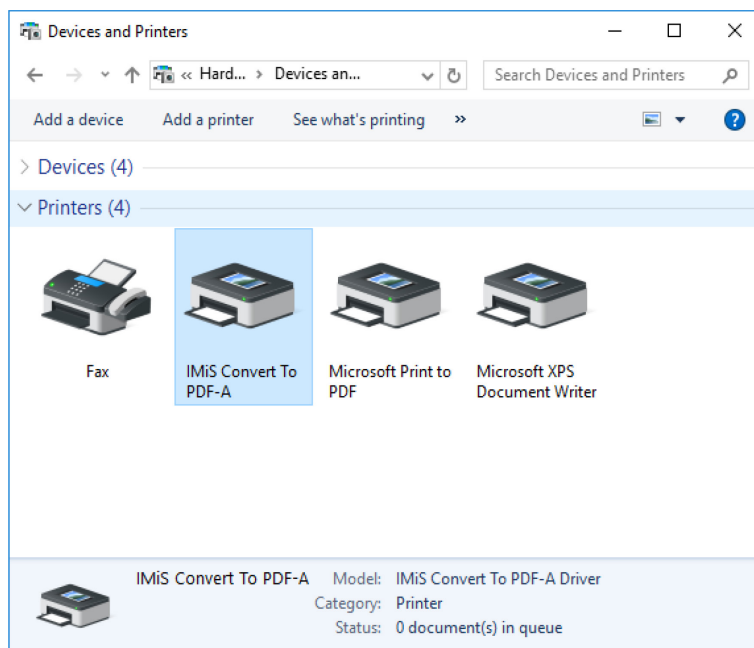 Devices and Printers
« Hard... > Devices an...
Search Devices and Printers
Add a device Add a printer See what's printing »
?
Devices (4)
Printers (4)
Fax
IMiS Convert To
PDF-A
Microsoft Print to
PDF
Microsoft XPS
Document Writer
IMiS Convert To PDF-A Model: IMiS Convert To PDF-A Driver
Category: Printer
Status: 0 document(s) in queue